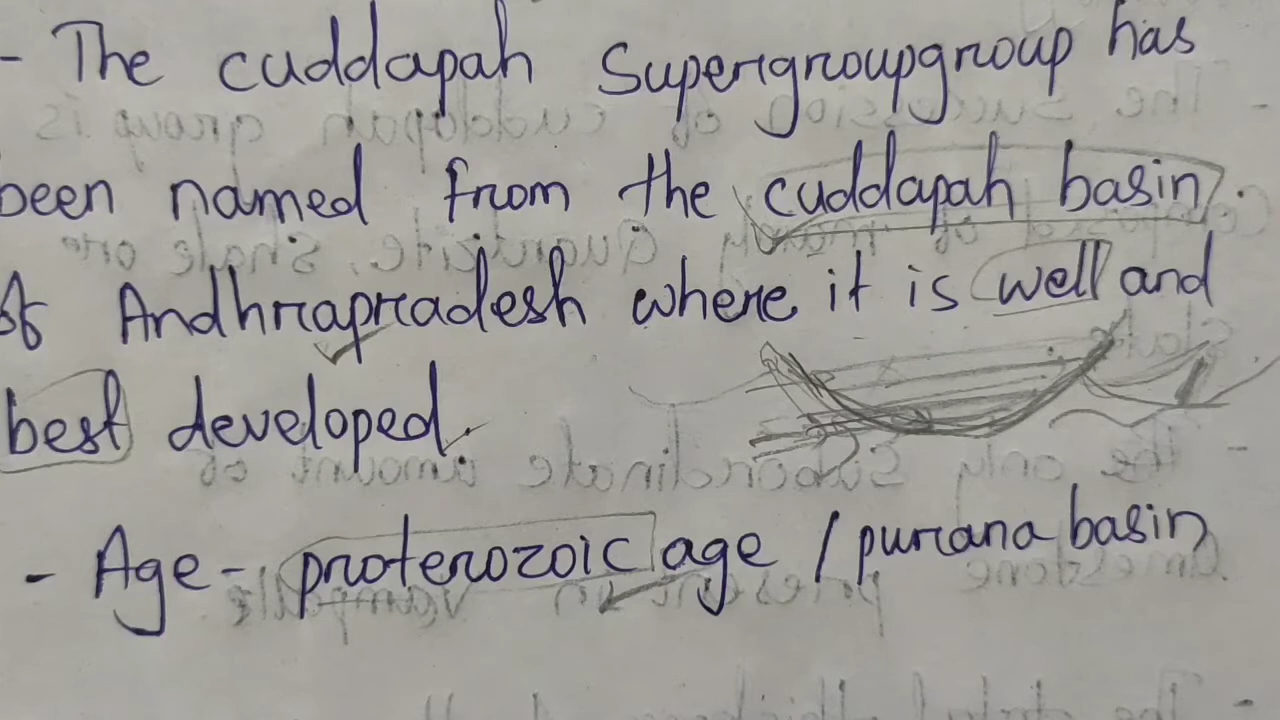 - The cuddapah Supergroupgroup has
been named from the cuddapah basin.
of Andhrapradesh where it is well and
best developed.
- Age - proterozoic age / purana basin